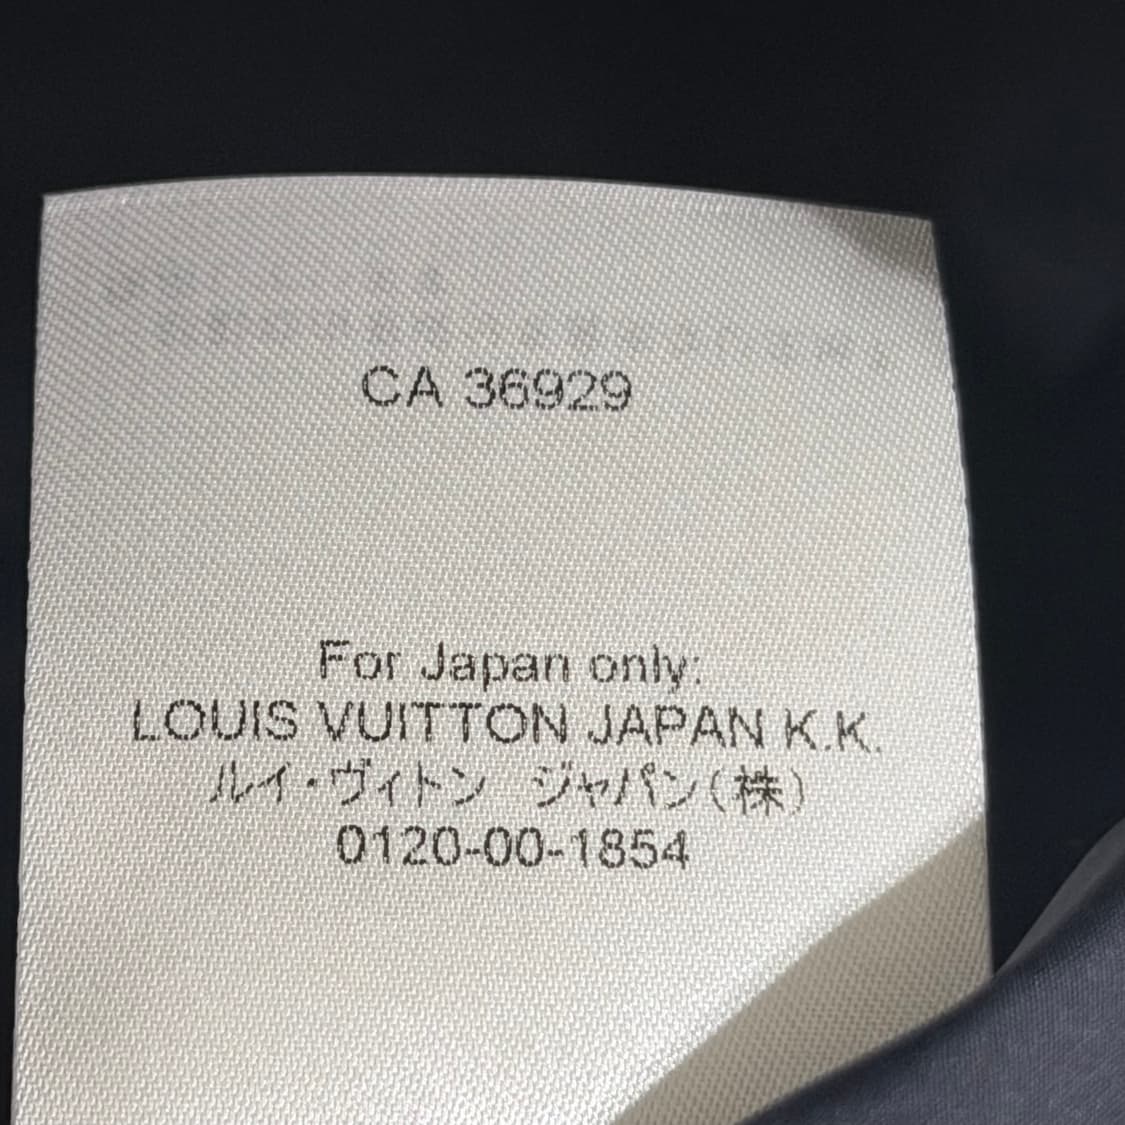 CA 36929
For Japan only:
LOUIS VUITTON JAPAN K.K.
ルイ・ヴィトン　ジャパン(株)
0120-00-1854